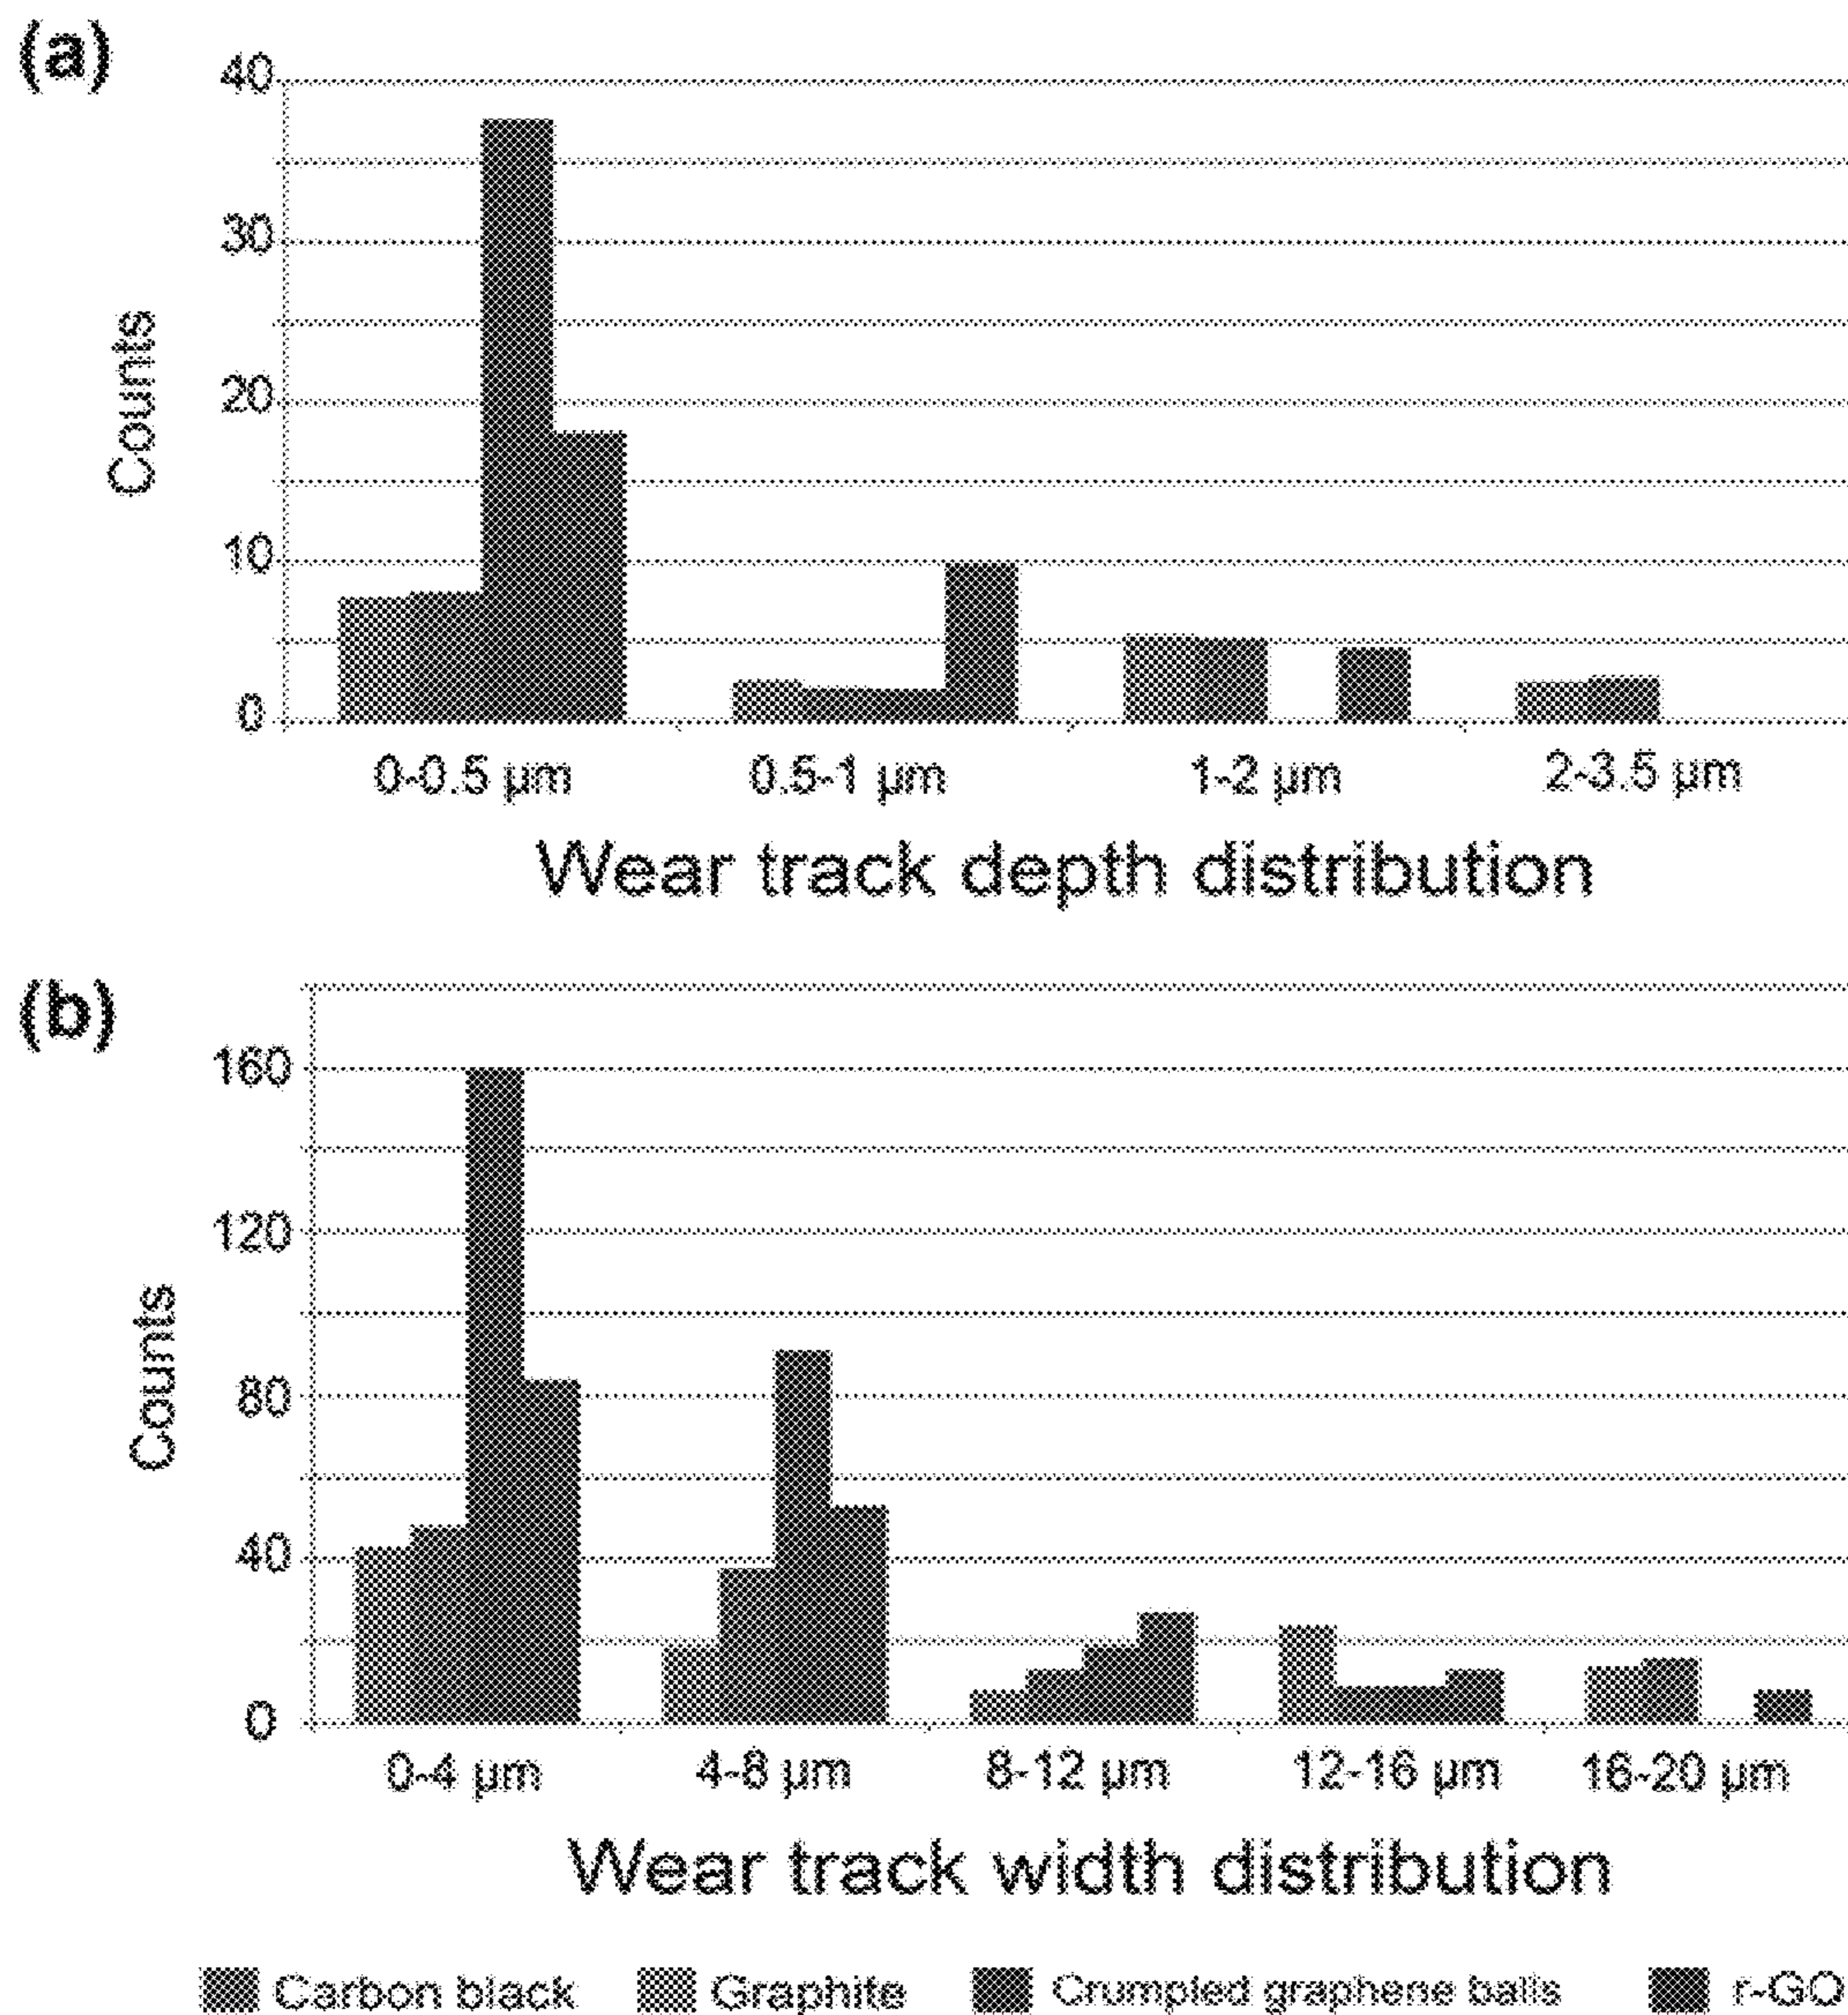 (a)
40
30
20
10
0
Counts
0-0.5 μm 0.5-1 μm 1-2 μm 2-3.5 μm
Wear track depth distribution
(b)
160
120
80
40
0
Counts
0-4 μm 4-8 μm 8-12 μm 12-16 μm 16-20 μm
Wear track width distribution
Carbon black Graphite Crumpled graphene balls r-GO